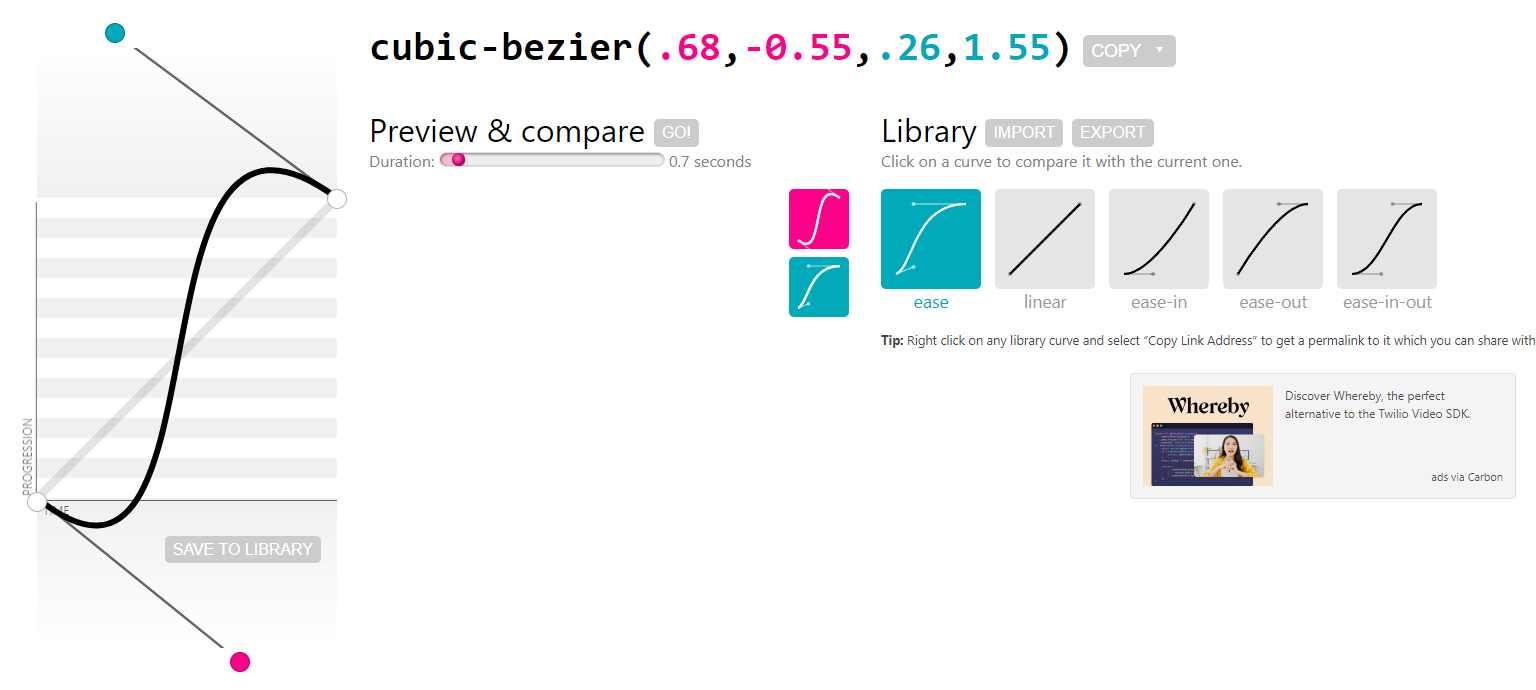 cubic-bezier(.68,-0.55,.26,1.55)
COPY
Preview & compare
GO!
Duration:
0.7 seconds
Library
IMPORT
EXPORT
Click on a curve to compare it with the current one.
ease
linear
ease-in
ease-out
ease-in-out
Tip: Right click on any library curve and select “Copy Link Address” to get a permalink to it which you can share with
Whereby
Discover Whereby, the perfect
alternative to the Twilio Video SDK.
ads via Carbon
PROGRESSION
SAVE TO LIBRARY